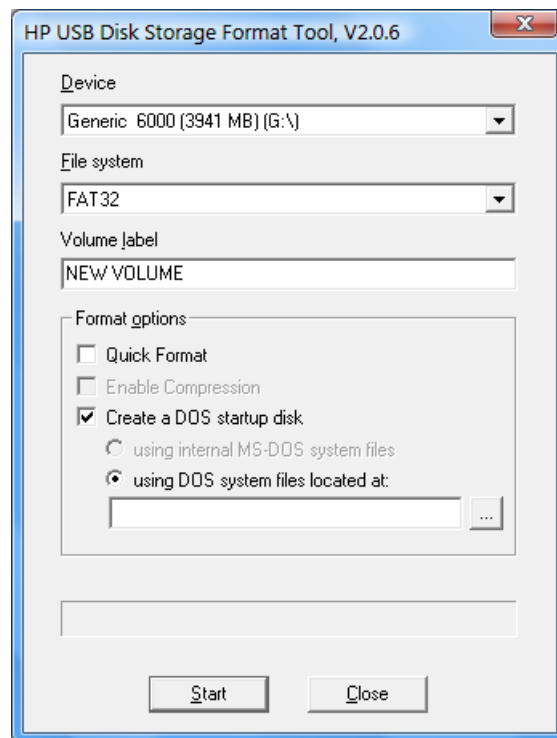 HP USB Disk Storage Format Tool, V2.0.6
Device
Generic 6000 (3941 MB) (G:\)
File system
FAT32
Volume label
NEW VOLUME
Format options
Quick Format
Enable Compression
Create a DOS startup disk
using internal MS-DOS system files
using DOS system files located at:
...
Start Close